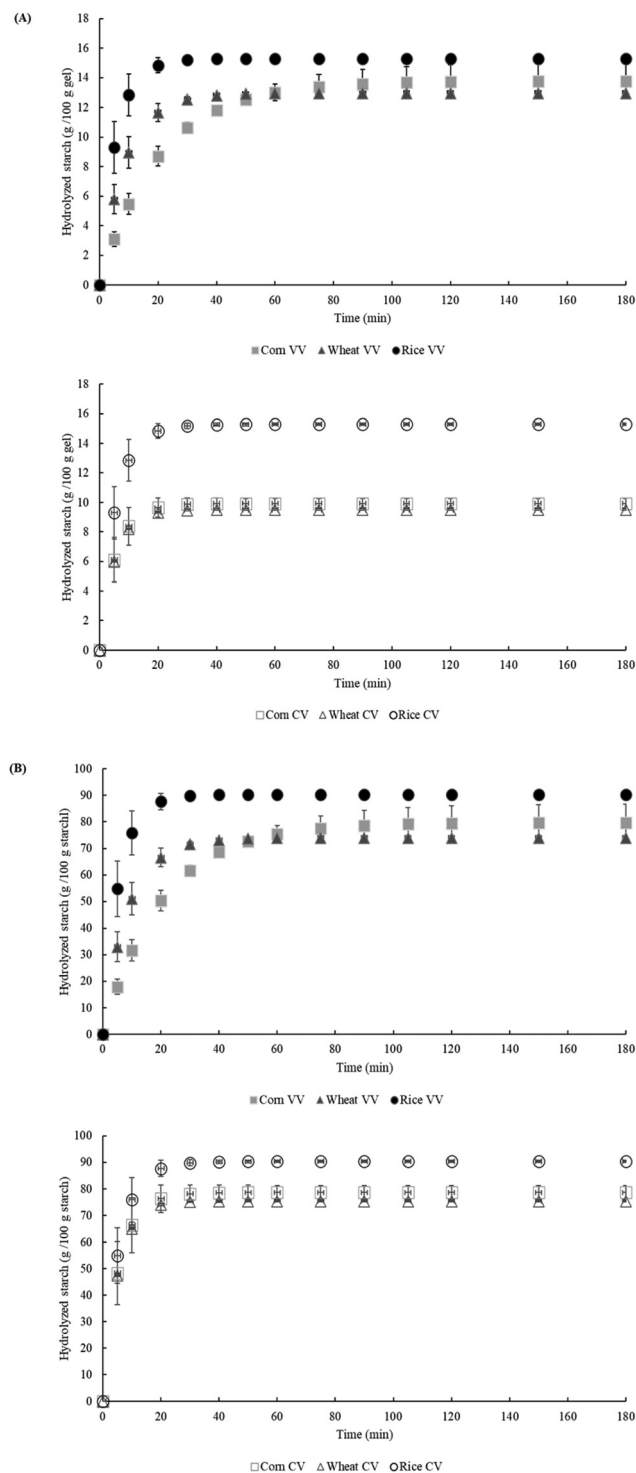 (A)
Hydrolyzed starch (g /100 g gel)
18
16
14
12
10
8
6
4
2
0
0 20 40 60 80 100 120 140 160 180
Time (min)
Corn VV Wheat VV Rice VV
Hydrolyzed starch (g /100 g gel)
18
16
14
12
10
8
6
4
2
0
0 20 40 60 80 100 120 140 160 180
Time (min)
Corn CV Wheat CV Rice CV
(B)
Hydrolyzed starch (g /100 g starchl)
100
90
80
70
60
50
40
30
20
10
0
0 20 40 60 80 100 120 140 160 180
Time (min)
Corn VV Wheat VV Rice VV
Hydrolyzed starch (g /100 g starch)
100
90
80
70
60
50
40
30
20
10
0
0 20 40 60 80 100 120 140 160 180
Time (min)
Corn CV Wheat CV Rice CV